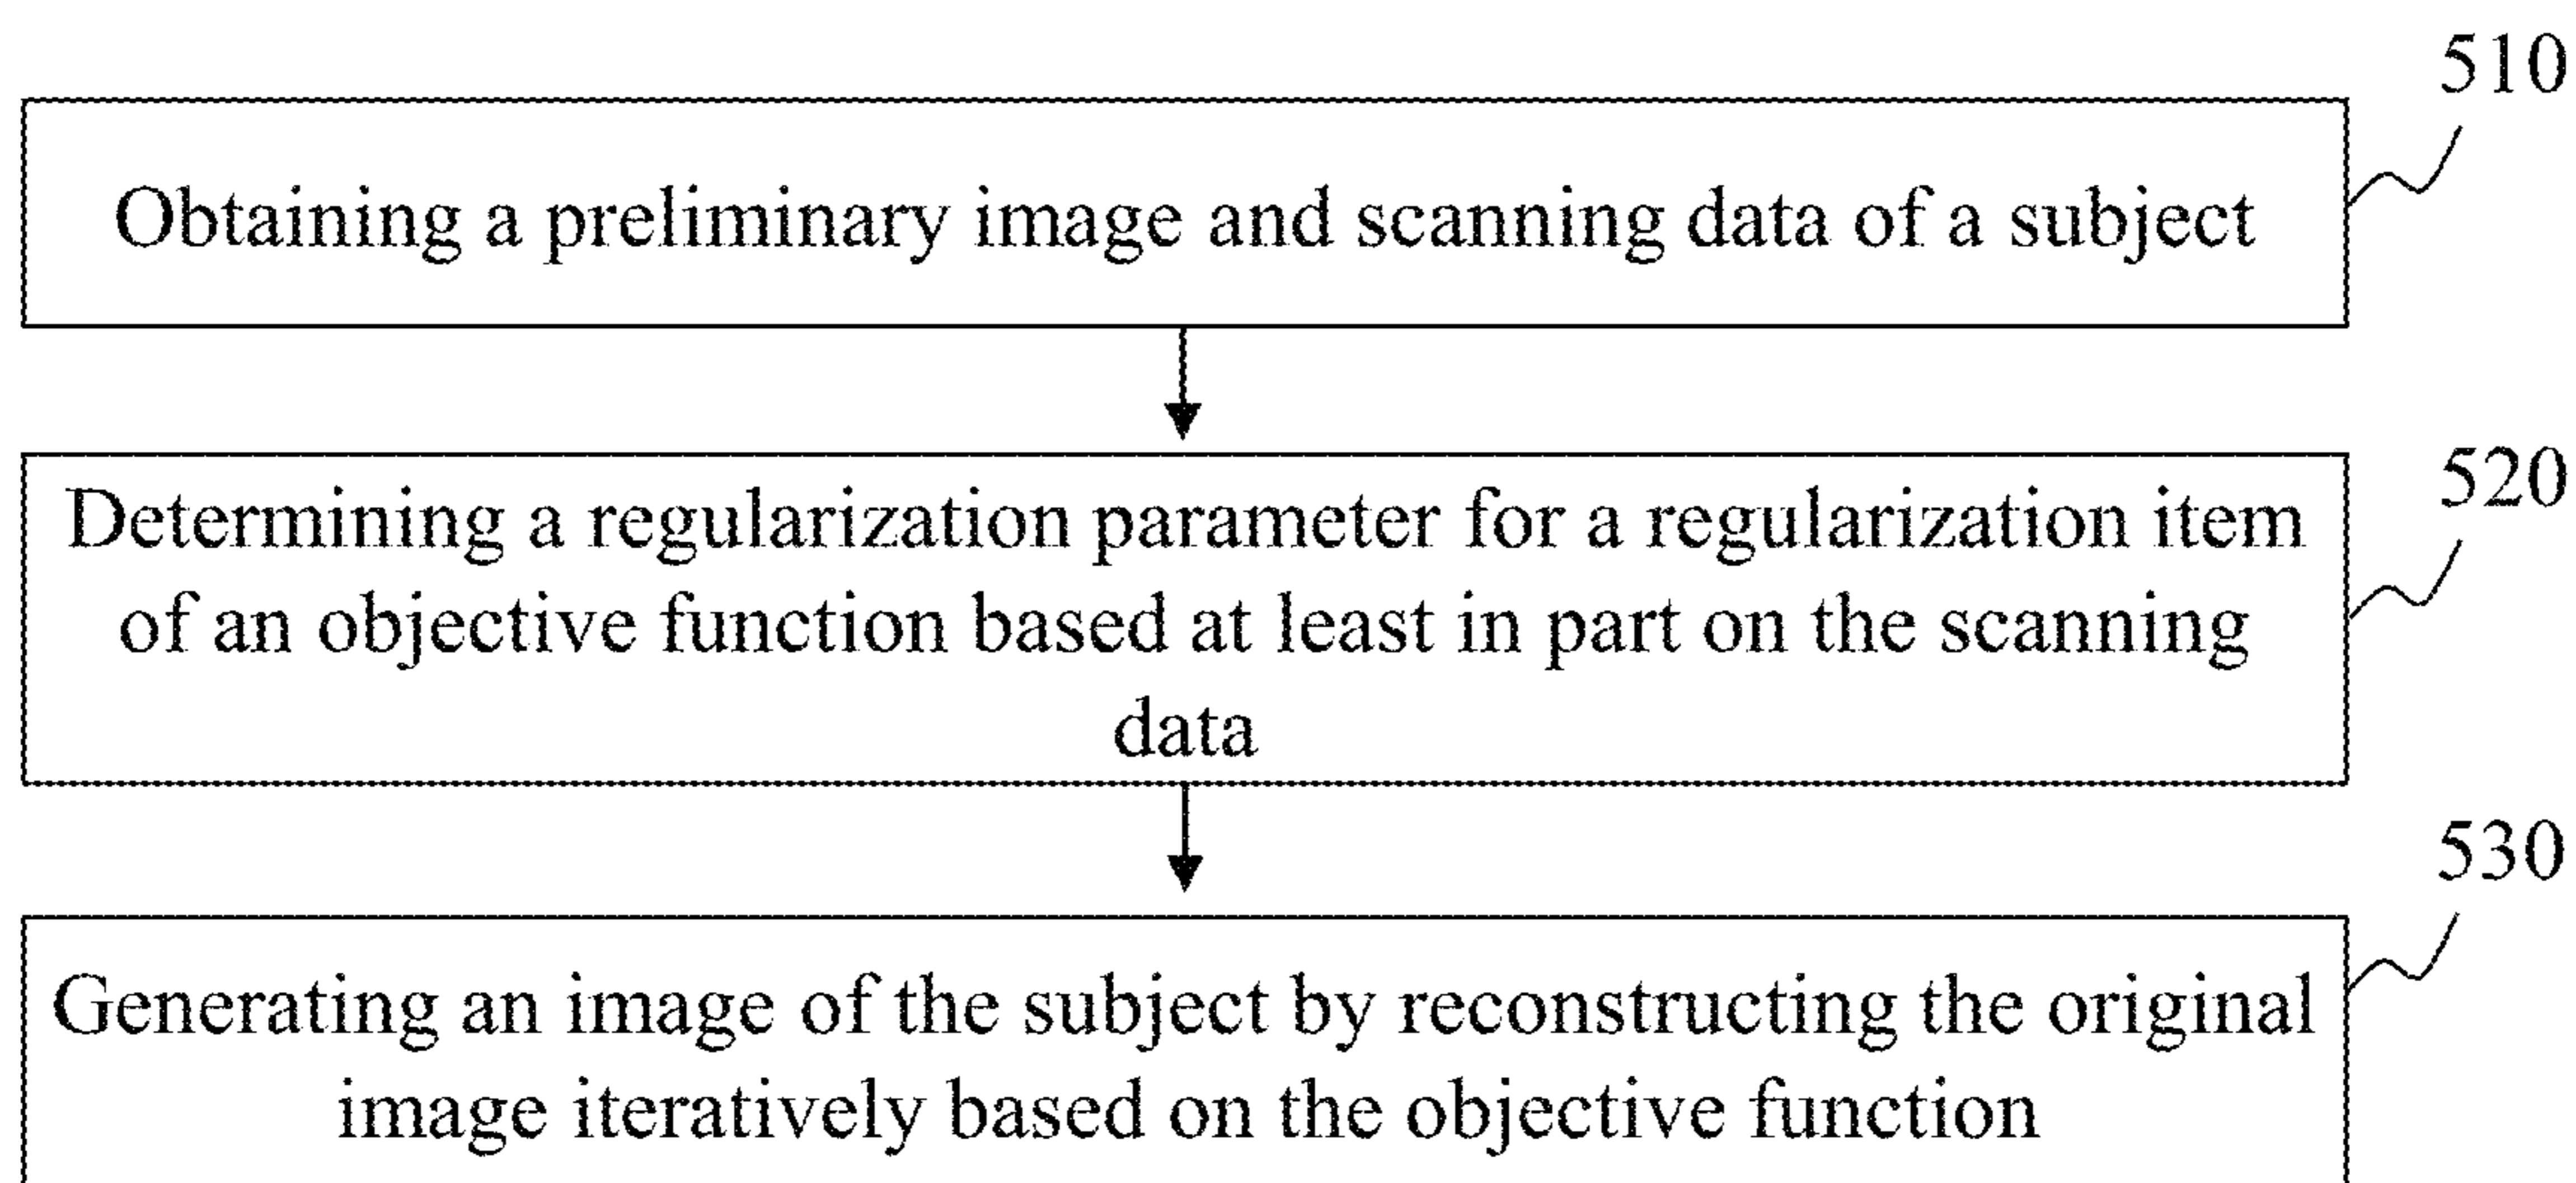 510
Obtaining a preliminary image and scanning data of a subject
520
Determining a regularization parameter for a regularization item
of an objective function based at least in part on the scanning
data
530
Generating an image of the subject by reconstructing the original
image iteratively based on the objective function